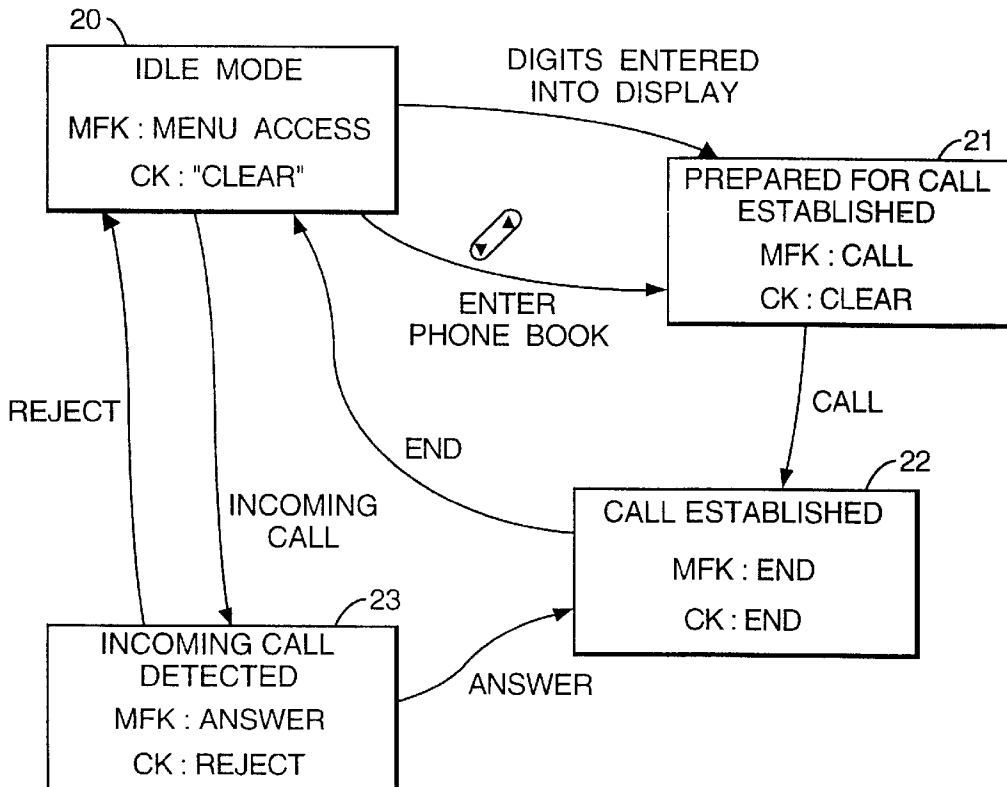 20
IDLE MODE
MFK : MENU ACCESS
CK : "CLEAR"
DIGITS ENTERED
INTO DISPLAY
21
PREPARED FOR CALL
ESTABLISHED
MFK : CALL
CK : CLEAR
ENTER
PHONE BOOK
REJECT
CALL
END
INCOMING
CALL
22
CALL ESTABLISHED
MFK : END
CK : END
23
INCOMING CALL
DETECTED
MFK : ANSWER
CK : REJECT
ANSWER